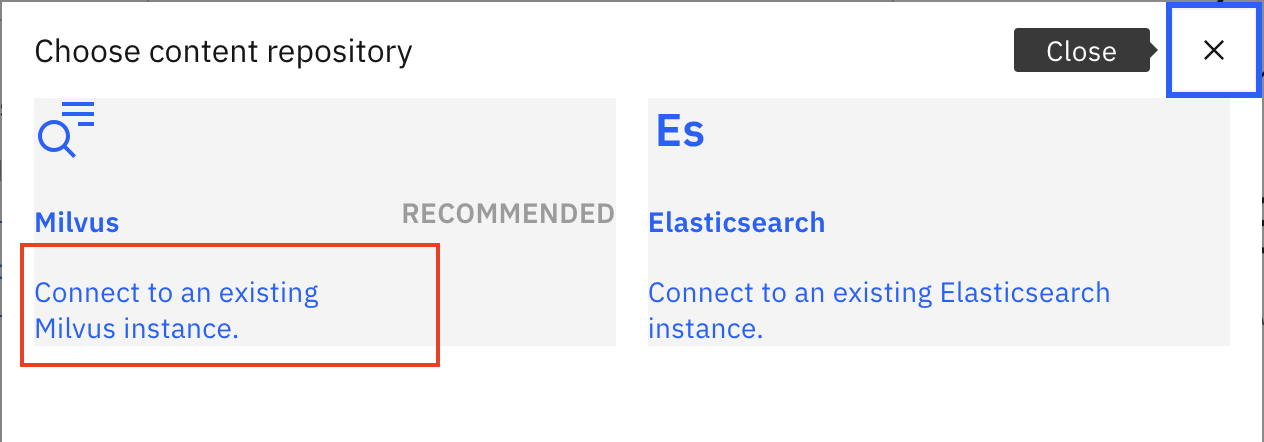 Choose content repository
Close
Es
Milvus
RECOMMENDED
Elasticsearch
Connect to an existing
Milvus instance.
Connect to an existing Elasticsearch
instance.